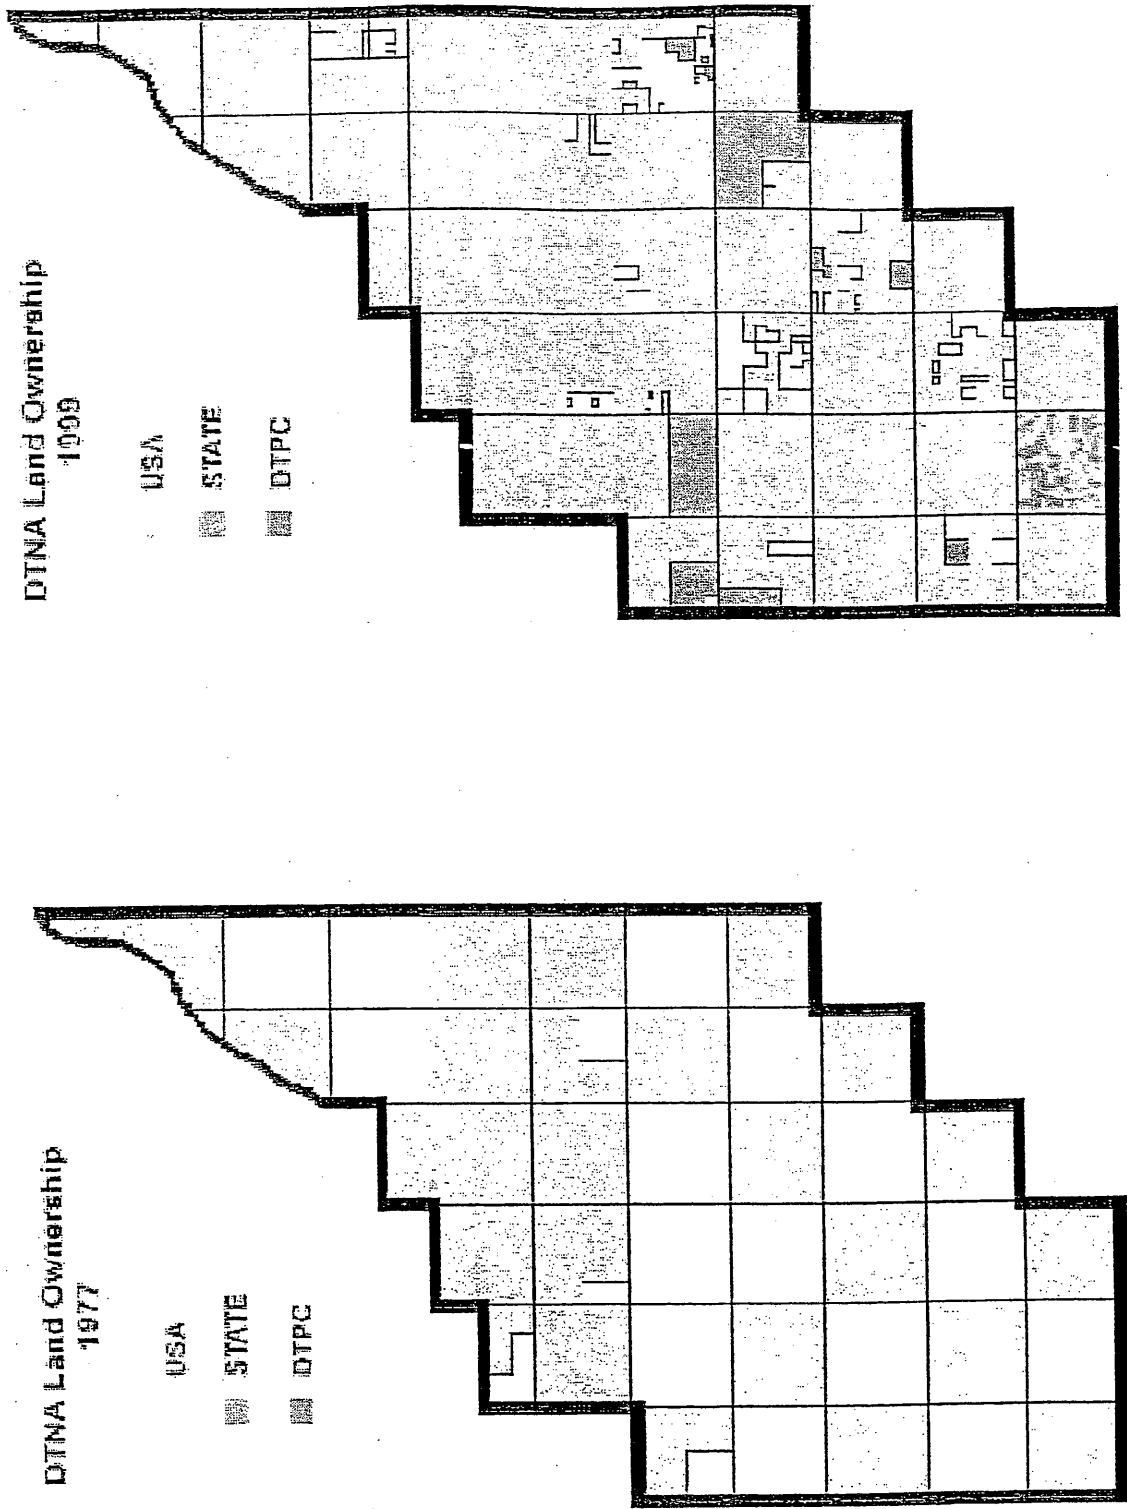 DTNA Land Ownership
1977
USA
STATE
DTPC
DTNA Land Ownership
1999
USA
STATE
DTPC